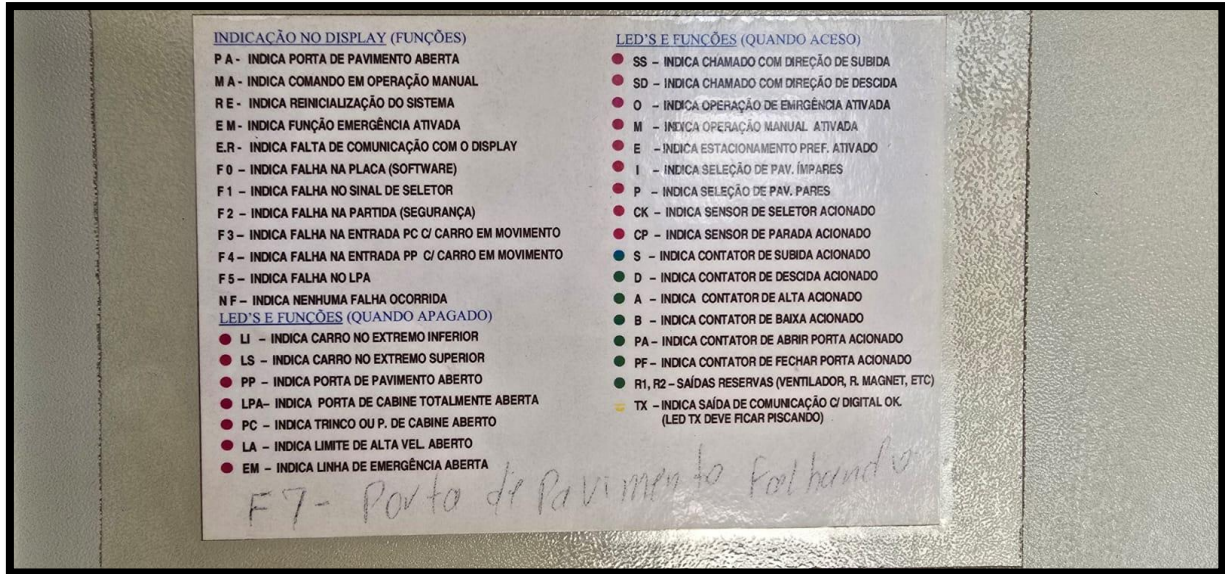 INDICAÇÃO NO DISPLAY (FUNÇÕES)
P A - INDICA PORTA DE PAVIMENTO ABERTA
M A - INDICA COMANDO EM OPERAÇÃO MANUAL
R E - INDICA REINICIALIZAÇÃO DO SISTEMA
E M - INDICA FUNÇÃO EMERGÊNCIA ATIVADA
E.R - INDICA FALTA DE COMUNICAÇÃO COM O DISPLAY
F 0 – INDICA FALHA NA PLACA (SOFTWARE)
F 1 – INDICA FALHA NO SINAL DE SELETOR
F 2 – INDICA FALHA NA PARTIDA (SEGURANÇA)
F 3 – INDICA FALHA NA ENTRADA PC C/ CARRO EM MOVIMENTO
F 4 – INDICA FALHA NA ENTRADA PP C/ CARRO EM MOVIMENTO
F 5 – INDICA FALHA NO LPA
N F – INDICA NENHUMA FALHA OCORRIDA
LED'S E FUNÇÕES (QUANDO APAGADO)
LI – INDICA CARRO NO EXTREMO INFERIOR
LS – INDICA CARRO NO EXTREMO SUPERIOR
PP – INDICA PORTA DE PAVIMENTO ABERTO
LPA– INDICA PORTA DE CABINE TOTALMENTE ABERTA
PC – INDICA TRINCO OU P. DE CABINE ABERTO
LA – INDICA LIMITE DE ALTA VEL. ABERTO
EM – INDICA LINHA DE EMERGÊNCIA ABERTA
LED'S E FUNÇÕES (QUANDO ACESO)
SS – INDICA CHAMADO COM DIREÇÃO DE SUBIDA
SD – INDICA CHAMADO COM DIREÇÃO DE DESCIDA
O – INDICA OPERAÇÃO DE EMRGÊNCIA ATIVADA
M – INDICA OPERAÇÃO MANUAL ATIVADA
E – INDICA ESTACIONAMENTO PREF. ATIVADO
I – INDICA SELEÇÃO DE PAV. ÍMPARES
P – INDICA SELEÇÃO DE PAV. PARES
CK – INDICA SENSOR DE SELETOR ACIONADO
CP – INDICA SENSOR DE PARADA ACIONADO
S – INDICA CONTATOR DE SUBIDA ACIONADO
D – INDICA CONTATOR DE DESCIDA ACIONADO
A – INDICA CONTATOR DE ALTA ACIONADO
B – INDICA CONTATOR DE BAIXA ACIONADO
PA – INDICA CONTATOR DE ABRIR PORTA ACIONADO
PF – INDICA CONTATOR DE FECHAR PORTA ACIONADO
R1, R2 – SAÍDAS RESERVAS (VENTILADOR, R. MAGNET, ETC)
TX – INDICA SAÍDA DE COMUNICAÇÃO C/ DIGITAL OK.
(LED TX DEVE FICAR PISCANDO)
F7 - Porta de Pavimento Falhando